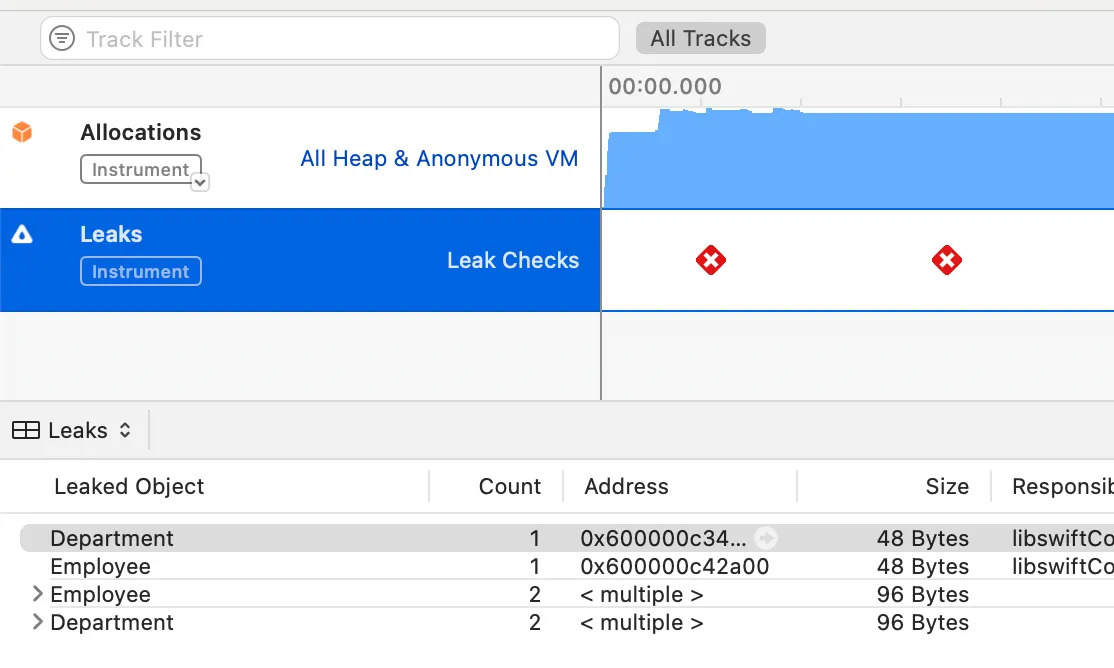 Track Filter All Tracks
00:00.000
Allocations
Instrument
All Heap & Anonymous VM
Leaks
Instrument
Leak Checks
Leaks
Leaked Object Count Address Size Responsib
Department 1 0x600000c34... 48 Bytes libswiftCo
Employee 1 0x600000c42a00 48 Bytes libswiftCo
Employee 2 < multiple > 96 Bytes
Department 2 < multiple > 96 Bytes